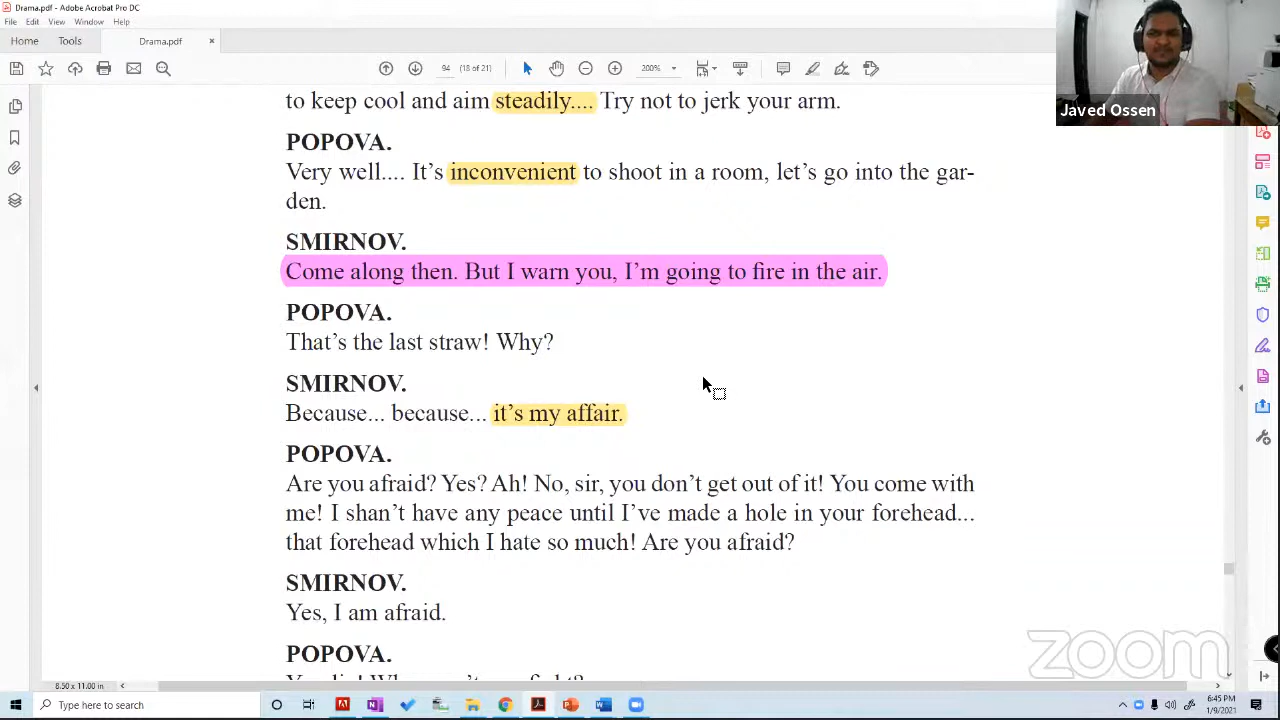 Drama.pdf - Adobe Acrobat Pro DC
File Edit View Window Help
Home Tools Drama.pdf ×
94 (18 of 21) 200%
Javed Ossen
to keep cool and aim steadily.... Try not to jerk your arm.
POPOVA.
Very well.... It’s inconvenient to shoot in a room, let’s go into the gar-
den.
SMIRNOV.
Come along then. But I warn you, I’m going to fire in the air.
POPOVA.
That’s the last straw! Why?
SMIRNOV.
Because... because... it’s my affair.
POPOVA.
Are you afraid? Yes? Ah! No, sir, you don’t get out of it! You come with
me! I shan’t have any peace until I’ve made a hole in your forehead...
that forehead which I hate so much! Are you afraid?
SMIRNOV.
Yes, I am afraid.
POPOVA.
zoom
8.50 x 11.00 in
Type here to search
6:45 PM
1/9/2021